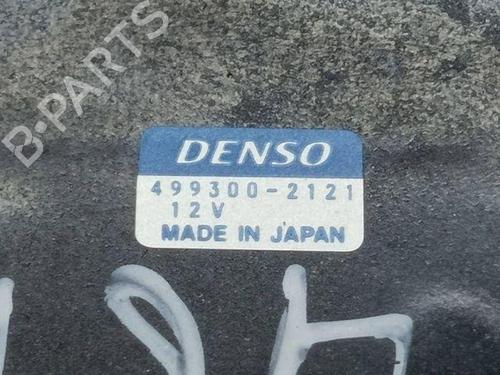 B-PARTS
DENSO
499300-2121
12V
MADE IN JAPAN